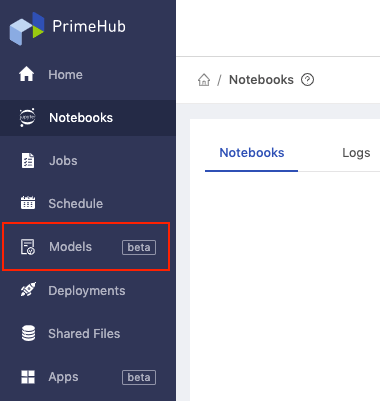 PrimeHub
Home
Notebooks
Jobs
Schedule
Models beta
Deployments
Shared Files
Apps beta
/ Notebooks ?
Notebooks Logs